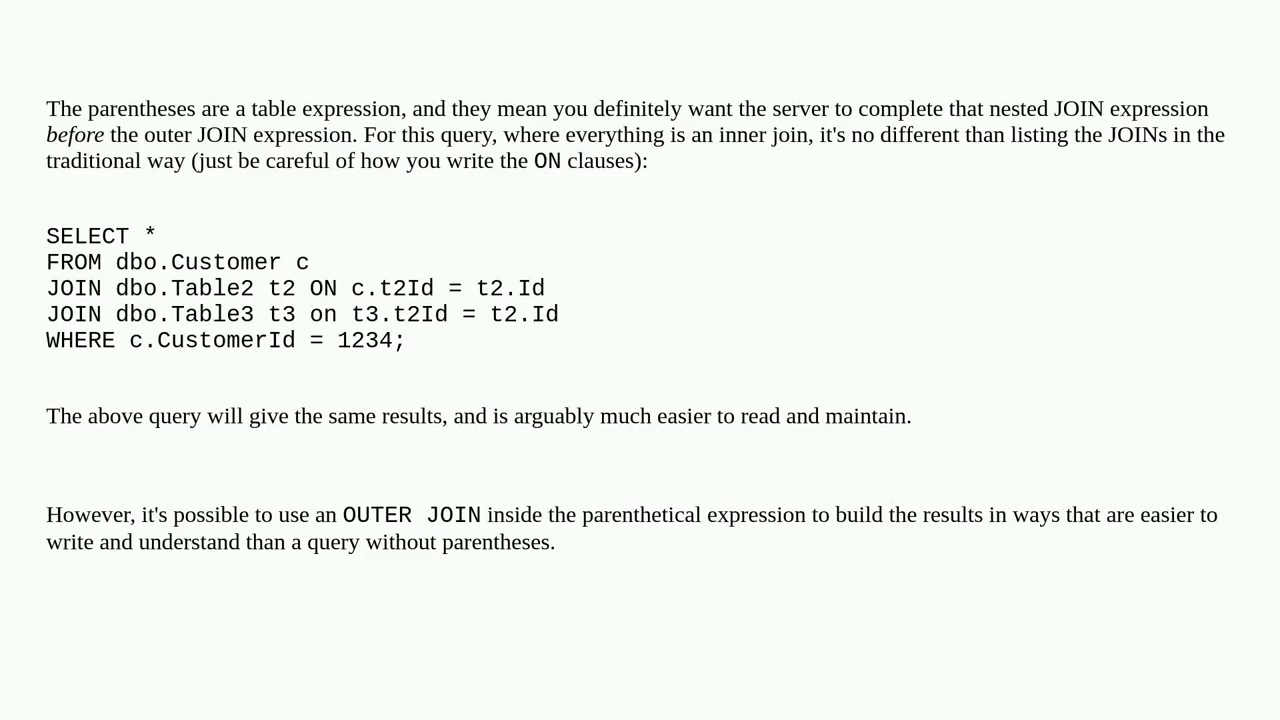 The parentheses are a table expression, and they mean you definitely want the server to complete that nested JOIN expression
before the outer JOIN expression. For this query, where everything is an inner join, it's no different than listing the JOINs in the
traditional way (just be careful of how you write the ON clauses):
SELECT *
FROM dbo.Customer c
JOIN dbo.Table2 t2 ON c.t2Id = t2.Id
JOIN dbo.Table3 t3 on t3.t2Id = t2.Id
WHERE c.CustomerId = 1234;
The above query will give the same results, and is arguably much easier to read and maintain.
However, it's possible to use an OUTER JOIN inside the parenthetical expression to build the results in ways that are easier to
write and understand than a query without parentheses.